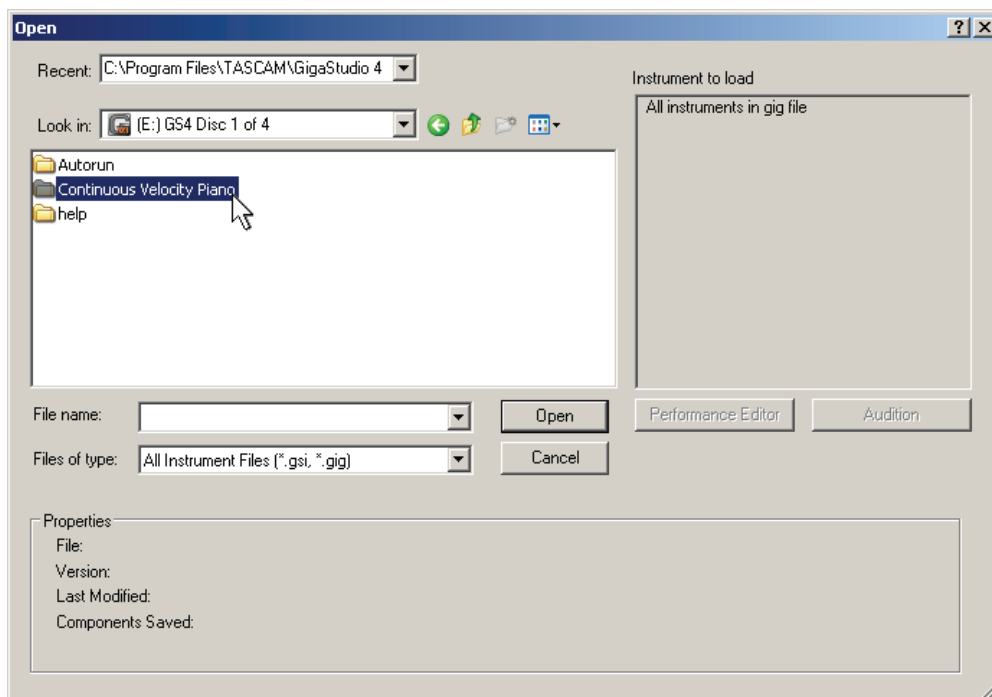 Open
Recent: C:\Program Files\TASCAM\GigaStudio 4
Instrument to load
Look in: (E:) GS4 Disc 1 of 4
All instruments in gig file
Autorun
Continuous Velocity Piano
help
File name:
Open
Performance Editor
Audition
Files of type: All Instrument Files (*.gsi, *.gig)
Cancel
Properties
File:
Version:
Last Modified:
Components Saved: